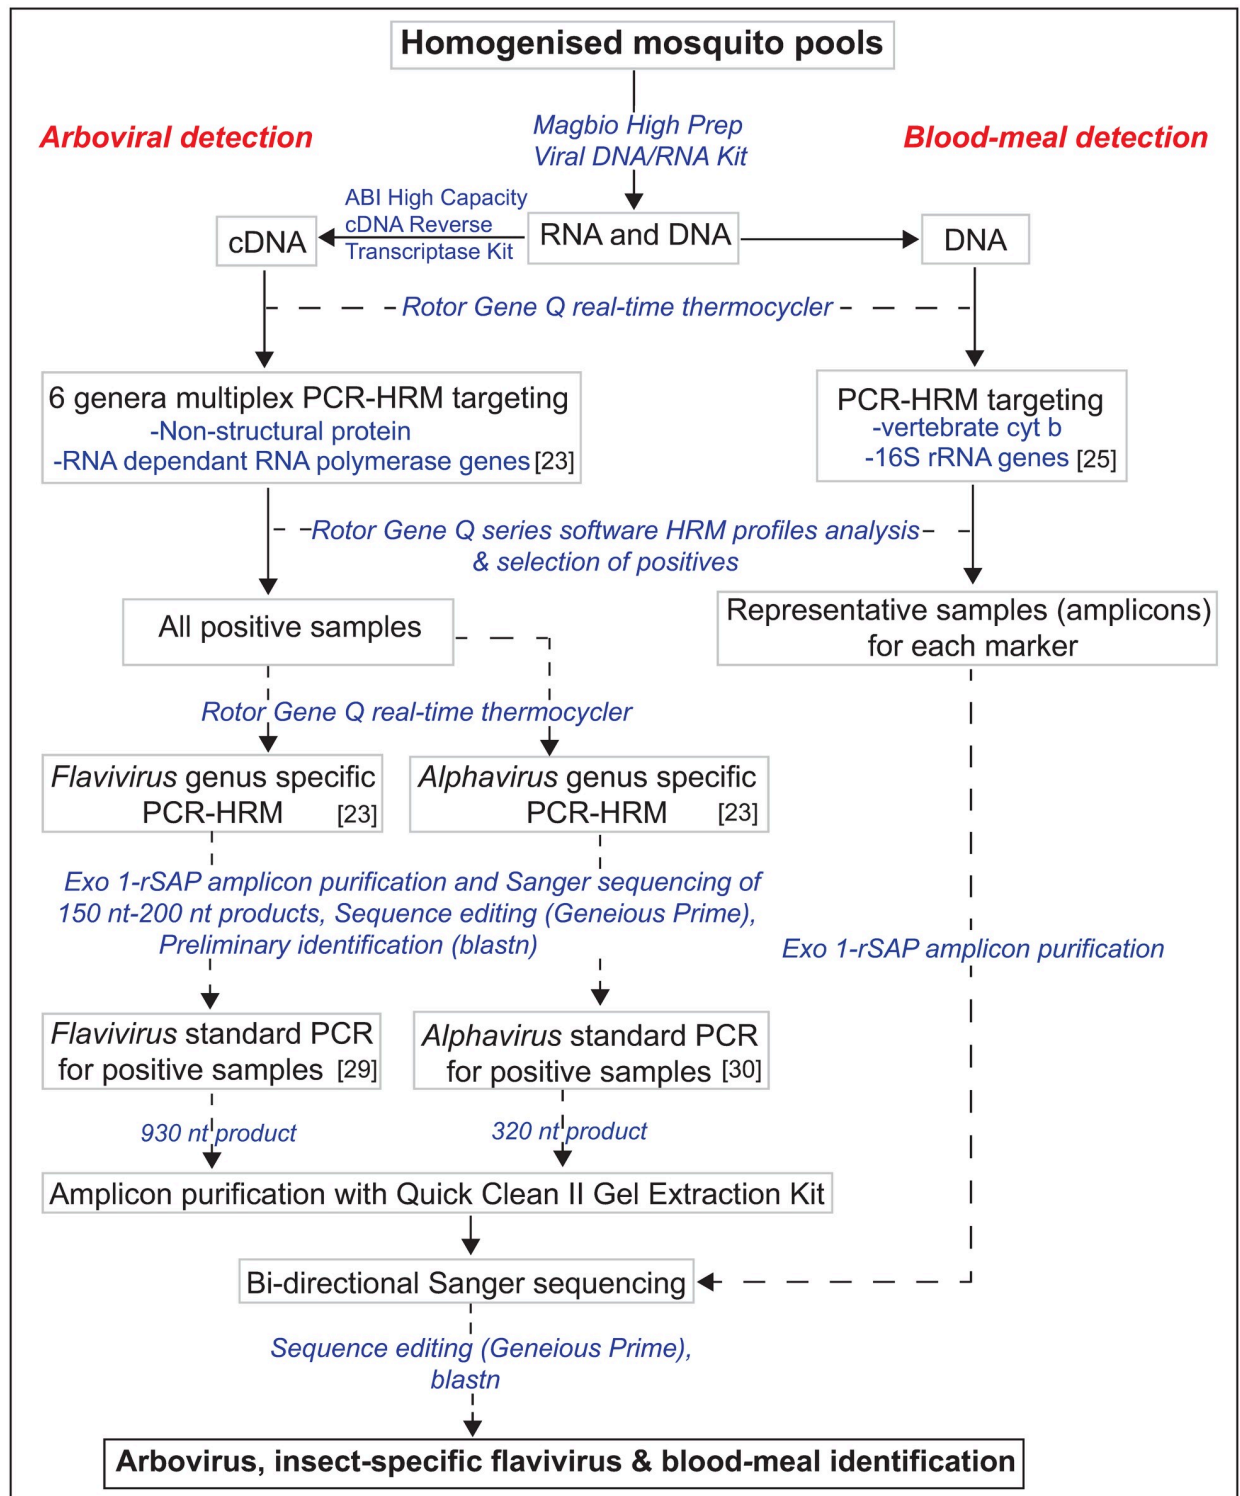 Homogenised mosquito pools
Arboviral detection
Magbio High Prep
Viral DNA/RNA Kit
Blood-meal detection
ABI High Capacity
cDNA Reverse
Transcriptase Kit
cDNA
RNA and DNA
DNA
Rotor Gene Q real-time thermocycler
6 genera multiplex PCR-HRM targeting
-Non-structural protein
-RNA dependant RNA polymerase genes [23]
PCR-HRM targeting
-vertebrate cyt b
-16S rRNA genes [25]
Rotor Gene Q series software HRM profiles analysis
& selection of positives
All positive samples
Representative samples (amplicons)
for each marker
Rotor Gene Q real-time thermocycler
Flavivirus genus specific
PCR-HRM [23]
Alphavirus genus specific
PCR-HRM [23]
Exo 1-rSAP amplicon purification and Sanger sequencing of
150 nt-200 nt products, Sequence editing (Geneious Prime),
Preliminary identification (blastn)
Exo 1-rSAP amplicon purification
Flavivirus standard PCR
for positive samples [29]
Alphavirus standard PCR
for positive samples [30]
930 nt product
320 nt product
Amplicon purification with Quick Clean II Gel Extraction Kit
Bi-directional Sanger sequencing
Sequence editing (Geneious Prime),
blastn
Arbovirus, insect-specific flavivirus & blood-meal identification